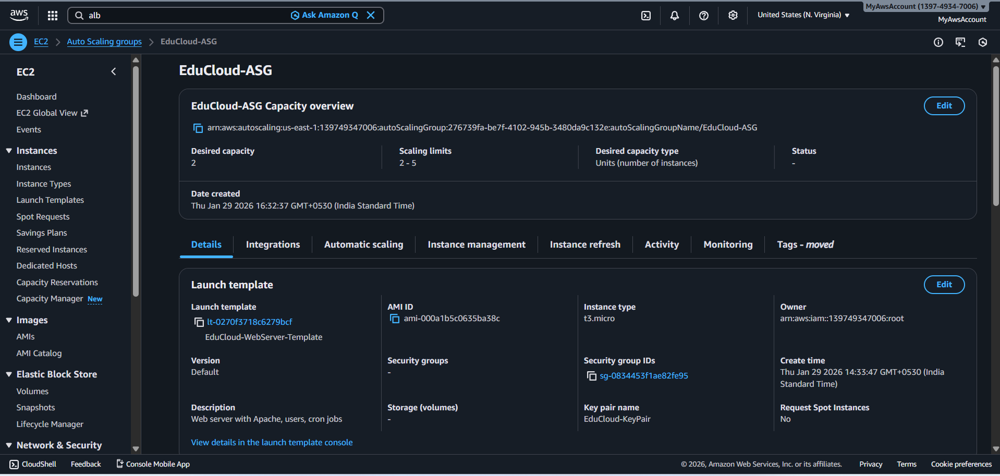 aws
alb
Ask Amazon Q
United States (N. Virginia)
MyAwsAccount (1397-4934-7006)
MyAwsAccount
EC2
Auto Scaling groups
EduCloud-ASG
EC2
Dashboard
EC2 Global View
Events
Instances
Instances
Instance Types
Launch Templates
Spot Requests
Savings Plans
Reserved Instances
Dedicated Hosts
Capacity Reservations
Capacity Manager New
Images
AMIs
AMI Catalog
Elastic Block Store
Volumes
Snapshots
Lifecycle Manager
Network & Security
EduCloud-ASG
EduCloud-ASG Capacity overview
Edit
arn:aws:autoscaling:us-east-1:139749347006:autoScalingGroup:276739fa-be7f-4102-945b-3480da9c132e:autoScalingGroupName/EduCloud-ASG
Desired capacity
2
Scaling limits
2 - 5
Desired capacity type
Units (number of instances)
Status
-
Date created
Thu Jan 29 2026 16:32:37 GMT+0530 (India Standard Time)
Details
Integrations
Automatic scaling
Instance management
Instance refresh
Activity
Monitoring
Tags - moved
Launch template
Edit
Launch template
lt-0270f3718c6279bcf
EduCloud-WebServer-Template
AMI ID
ami-000a1b5c0635ba38c
Instance type
t3.micro
Owner
arn:aws:iam::139749347006:root
Version
Default
Security groups
-
Security group IDs
sg-0834453f1ae82fe95
Create time
Thu Jan 29 2026 14:33:47 GMT+0530 (India
Standard Time)
Description
Web server with Apache, users, cron jobs
Storage (volumes)
-
Key pair name
EduCloud-KeyPair
Request Spot Instances
No
View details in the launch template console
CloudShell
Feedback
Console Mobile App
© 2026, Amazon Web Services, Inc. or its affiliates.
Privacy
Terms
Cookie preferences